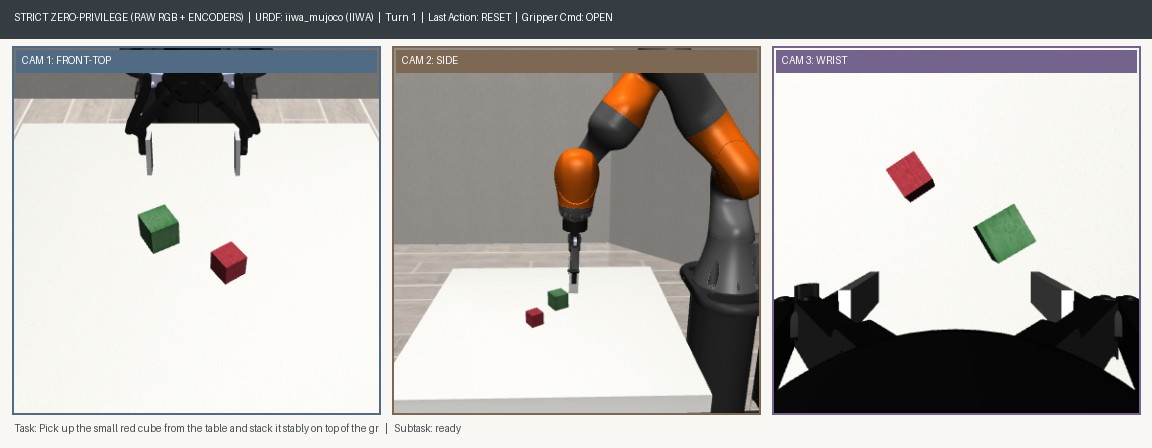 STRICT ZERO-PRIVILEGE (RAW RGB + ENCODERS) | URDF: iiwa_mujoco (IIWA) | Turn 1 | Last Action: RESET | Gripper Cmd: OPEN
CAM 1: FRONT-TOP
CAM 2: SIDE
CAM 3: WRIST
Task: Pick up the small red cube from the table and stack it stably on top of the gr | Subtask: ready